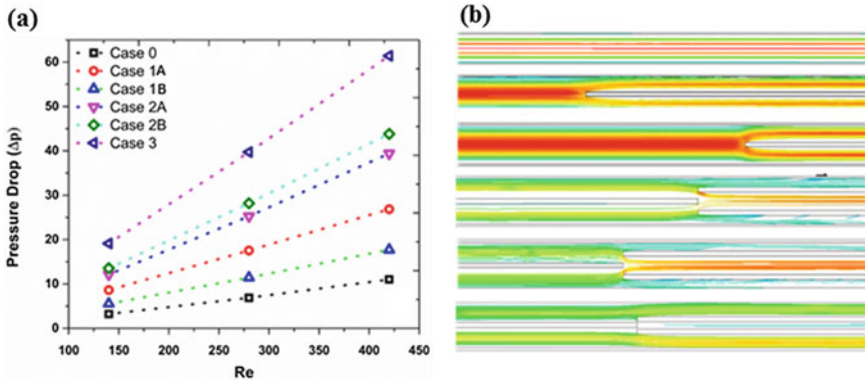 (a)
Pressure Drop (Δp)
60
50
40
30
20
10
0
Case 0
Case 1A
Case 1B
Case 2A
Case 2B
Case 3
100 150 200 250 300 350 400 450
Re
(b)